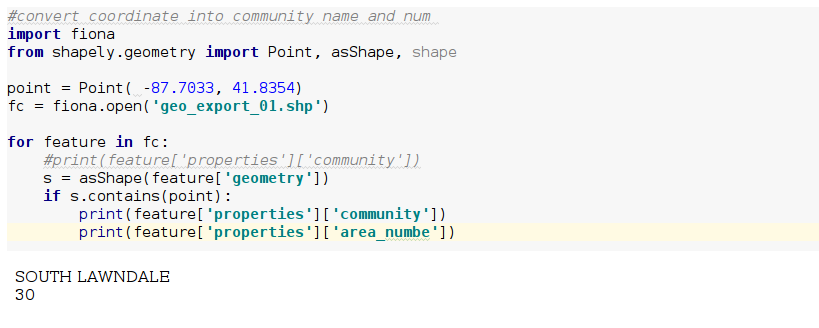 #convert coordinate into community name and num
import fiona
from shapely.geometry import Point, asShape, shape
point = Point( -87.7033, 41.8354)
fc = fiona.open('geo_export_01.shp')
for feature in fc:
#print(feature['properties']['community'])
s = asShape(feature['geometry'])
if s.contains(point):
print(feature['properties']['community'])
print(feature['properties']['area_numbe'])
SOUTH LAWNDALE
30